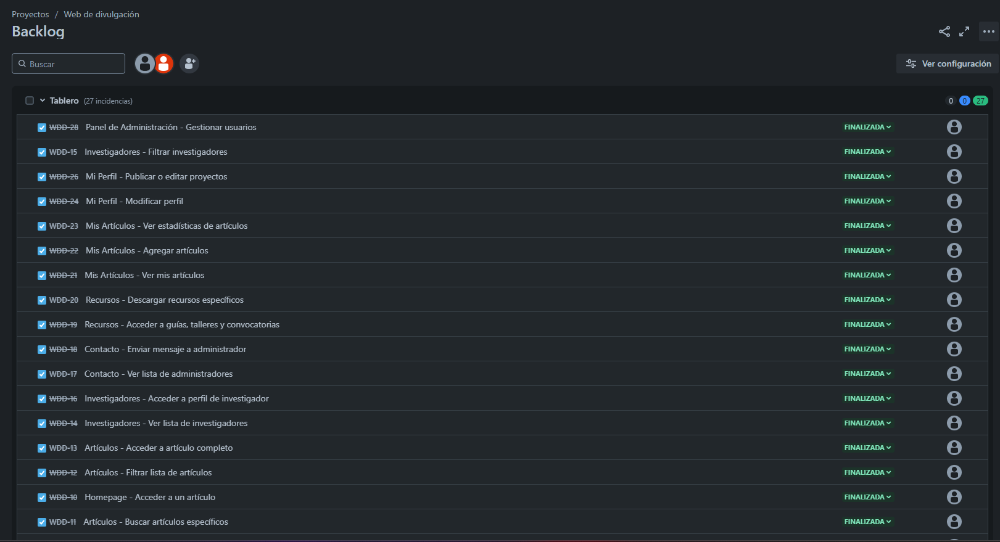 Proyectos / Web de divulgación
Backlog
Buscar
Ver configuración
Tablero (27 incidencias) 0 0 27
WDD-28 Panel de Administración - Gestionar usuarios FINALIZADA
WDD-15 Investigadores - Filtrar investigadores FINALIZADA
WDD-26 Mi Perfil - Publicar o editar proyectos FINALIZADA
WDD-24 Mi Perfil - Modificar perfil FINALIZADA
WDD-23 Mis Artículos - Ver estadísticas de artículos FINALIZADA
WDD-22 Mis Artículos - Agregar artículos FINALIZADA
WDD-21 Mis Artículos - Ver mis artículos FINALIZADA
WDD-20 Recursos - Descargar recursos específicos FINALIZADA
WDD-19 Recursos - Acceder a guías, talleres y convocatorias FINALIZADA
WDD-18 Contacto - Enviar mensaje a administrador FINALIZADA
WDD-17 Contacto - Ver lista de administradores FINALIZADA
WDD-16 Investigadores - Acceder a perfil de investigador FINALIZADA
WDD-14 Investigadores - Ver lista de investigadores FINALIZADA
WDD-13 Artículos - Acceder a artículo completo FINALIZADA
WDD-12 Artículos - Filtrar lista de artículos FINALIZADA
WDD-10 Homepage - Acceder a un artículo FINALIZADA
WDD-11 Artículos - Buscar artículos específicos FINALIZADA